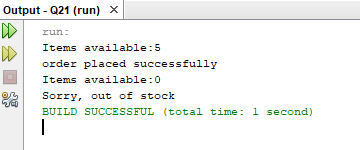 Output - Q21 (run)
run:
Items available:5
order placed successfully
Items available:0
Sorry, out of stock
BUILD SUCCESSFUL (total time: 1 second)